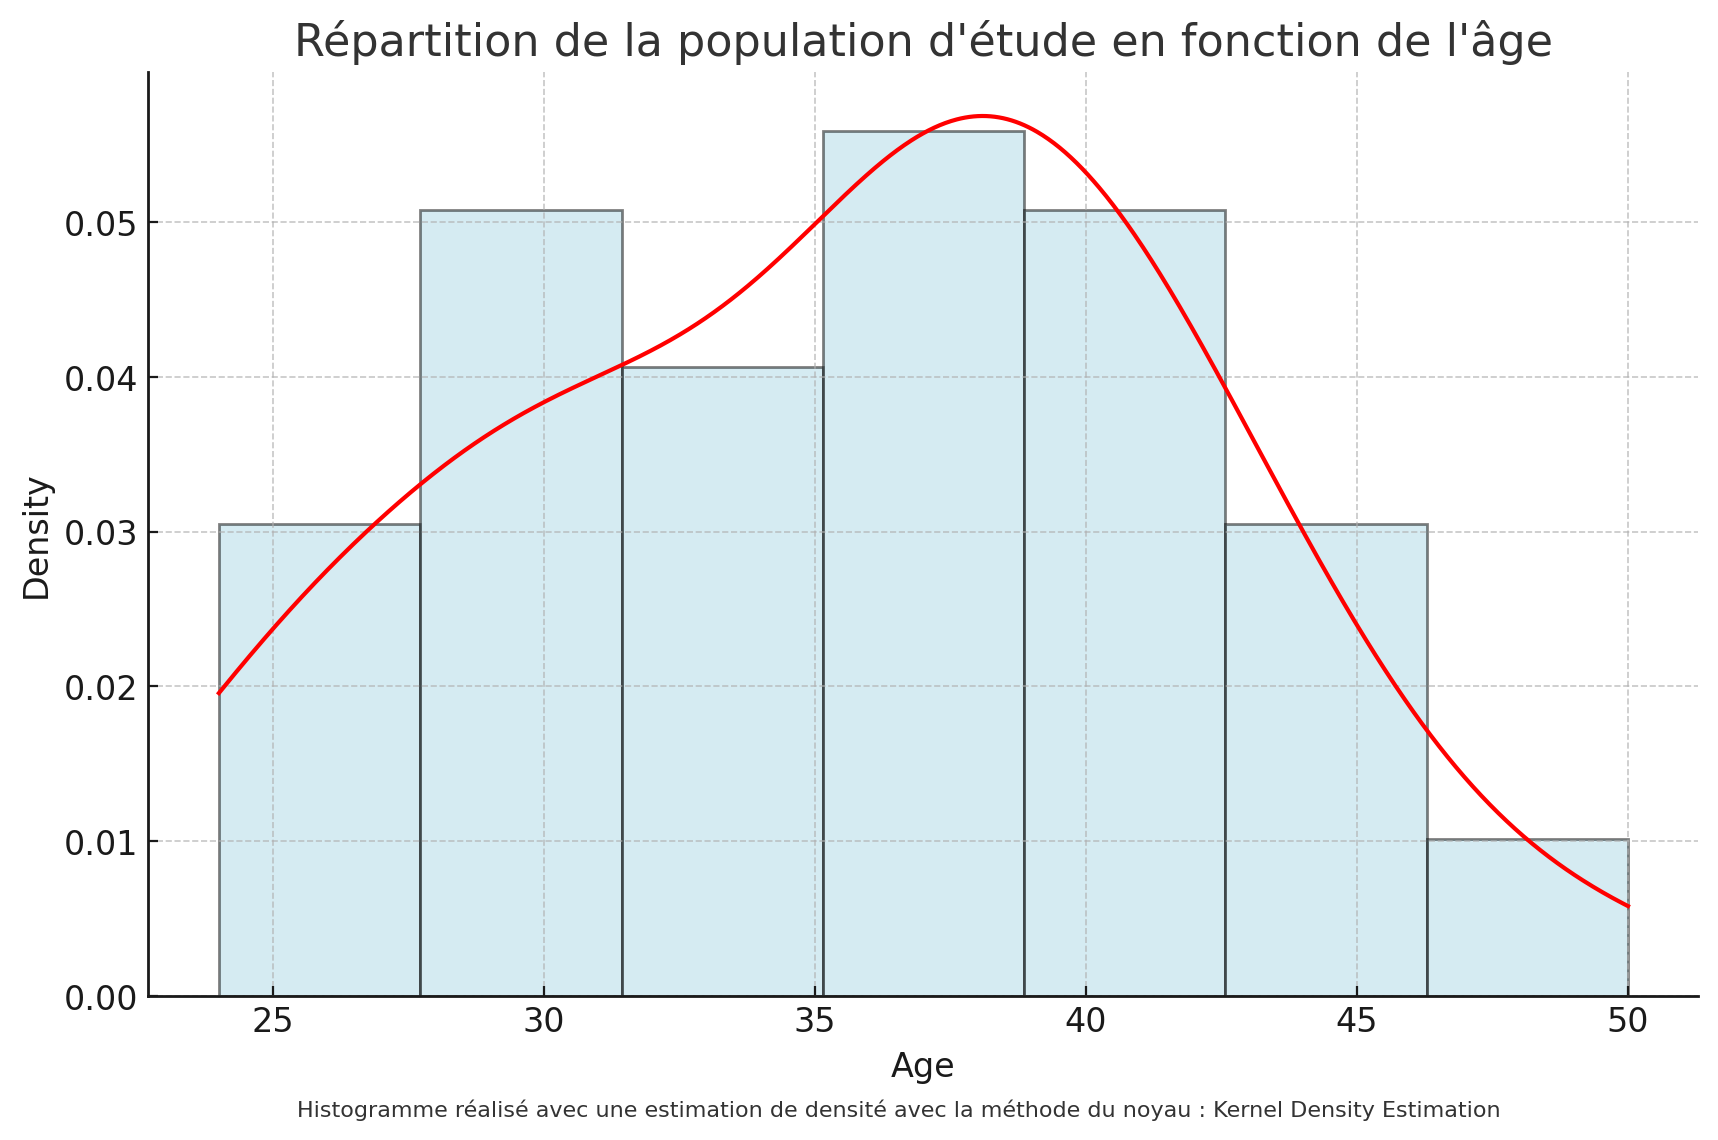 Répartition de la population d'étude en fonction de l'âge
Density
0.05
0.04
0.03
0.02
0.01
0.00
25 30 35 40 45 50
Age
Histogramme réalisé avec une estimation de densité avec la méthode du noyau : Kernel Density Estimation